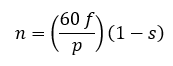 n = (60 f / p) (1 − s)